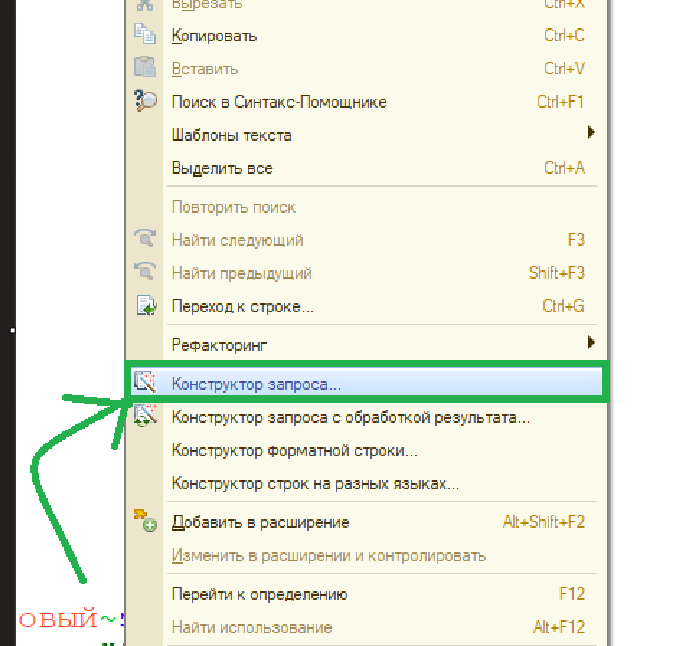 Вырезать Ctrl+X
Копировать Ctrl+C
Вставить Ctrl+V
Поиск в Синтакс-Помощнике Ctrl+F1
Шаблоны текста
Выделить все Ctrl+A
Повторить поиск
Найти следующий F3
Найти предыдущий Shift+F3
Переход к строке... Ctrl+G
Рефакторинг
Конструктор запроса...
Конструктор запроса с обработкой результата...
Конструктор форматной строки...
Конструктор строк на разных языках...
Добавить в расширение Alt+Shift+F2
Изменить в расширении и контролировать
Перейти к определению F12
овый~
Найти использование Alt+F12